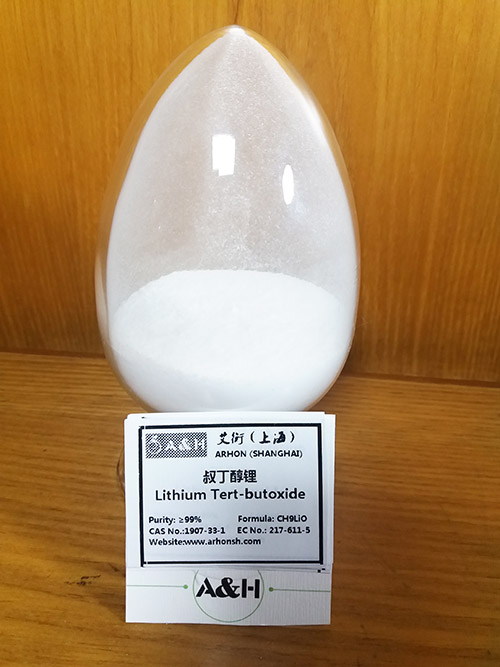 A&H 艾衡(上海)
ARHON (SHANGHAI)
叔丁醇锂
Lithium Tert-butoxide
Purity: ≥99% Formula: CH9LiO
CAS No.:1907-33-1 EC No.: 217-611-5
Website:www.arhonsh.com
A&H